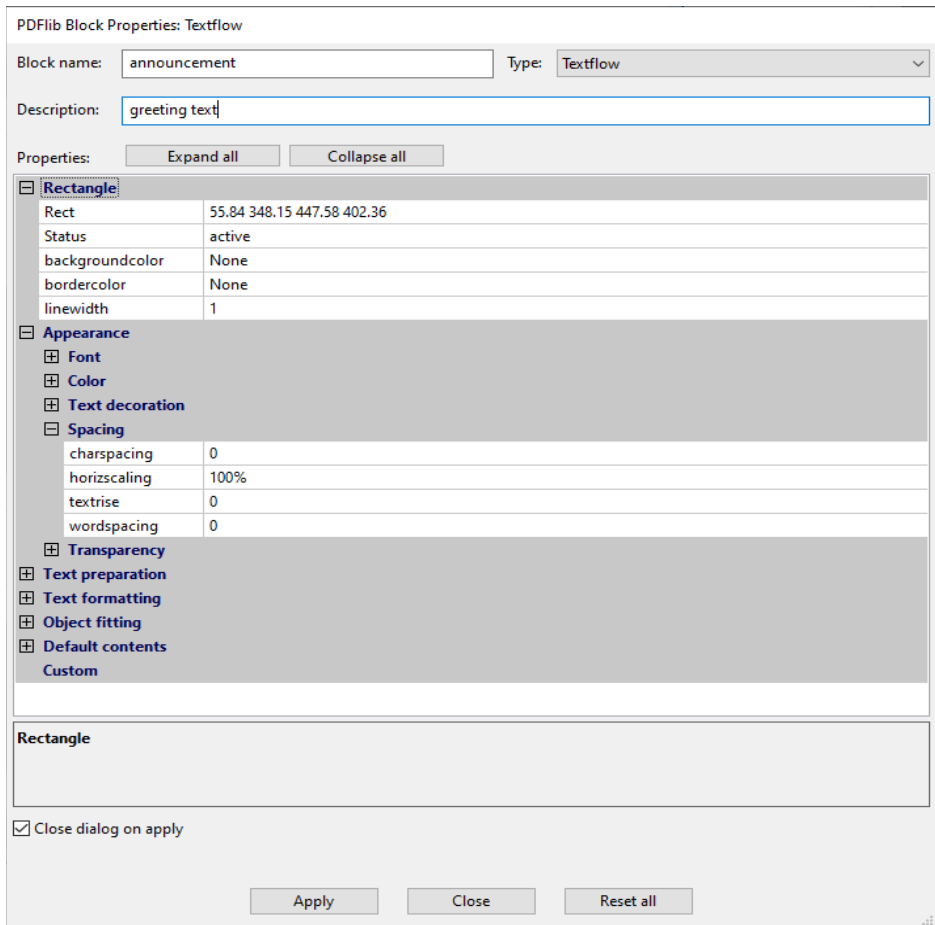 PDFlib Block Properties: Textflow
Block name: announcement Type: Textflow
Description: greeting text
Properties: Expand all Collapse all
Rectangle
Rect 55.84 348.15 447.58 402.36
Status active
backgroundcolor None
bordercolor None
linewidth 1
Appearance
Font
Color
Text decoration
Spacing
charspacing 0
horizscaling 100%
textrise 0
wordspacing 0
Transparency
Text preparation
Text formatting
Object fitting
Default contents
Custom
Rectangle
Close dialog on apply
Apply Close Reset all